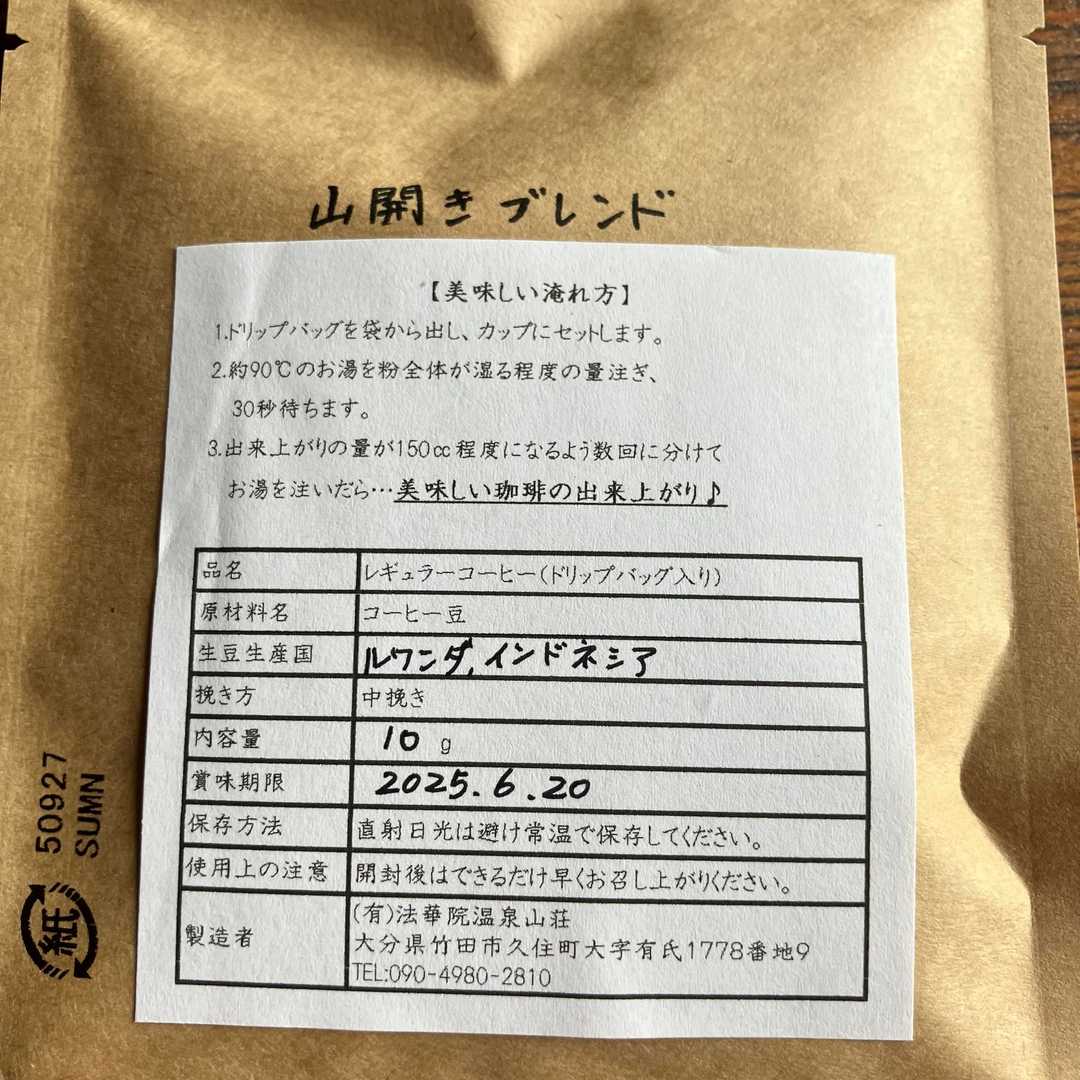 山開きブレンド
【美味しい淹れ方】
1.ドリップバッグを袋から出し、カップにセットします。
2.約90℃のお湯を粉全体が湿る程度の量注ぎ、
30秒待ちます。
3.出来上がりの量が150cc程度になるよう数回に分けて
お湯を注いだら…美味しい珈琲の出来上がり♪
品名 レギュラーコーヒー(ドリップバッグ入り)
原材料名 コーヒー豆
生豆生産国 ルワンダ,インドネシア
挽き方 中挽き
内容量 10 g
賞味期限 2025.6.20
保存方法 直射日光は避け常温で保存してください。
使用上の注意 開封後はできるだけ早くお召し上がりください。
製造者 (有)法華院温泉山荘
大分県竹田市久住町大字有氏1778番地9
TEL:090-4980-2810
50927
SUMN
紙